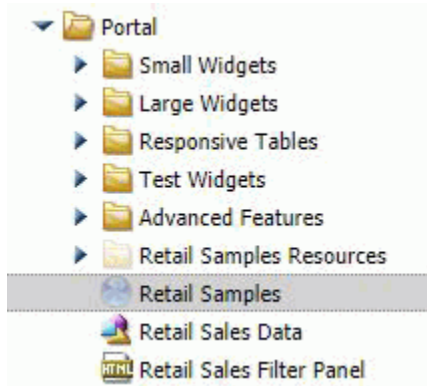 Portal
Small Widgets
Large Widgets
Responsive Tables
Test Widgets
Advanced Features
Retail Samples Resources
Retail Samples
Retail Sales Data
HTML Retail Sales Filter Panel